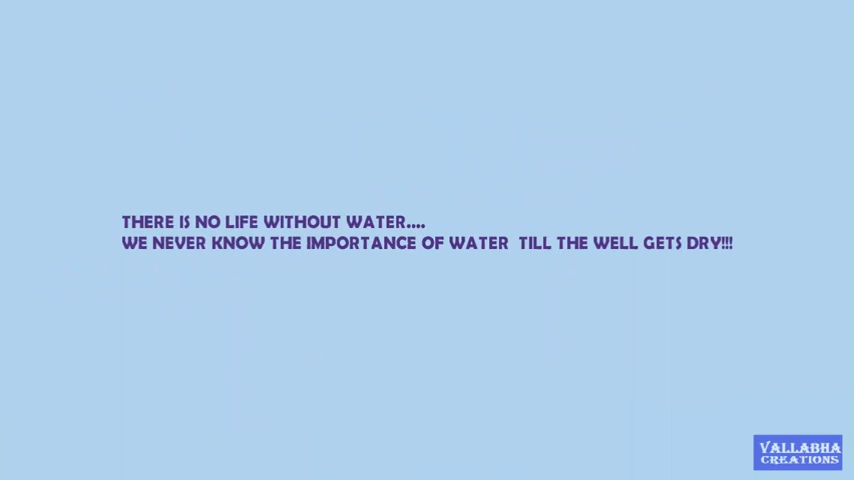 THERE IS NO LIFE WITHOUT WATER....
WE NEVER KNOW THE IMPORTANCE OF WATER  TILL THE WELL GETS DRY!!!
VALLABHA
CREATIONS